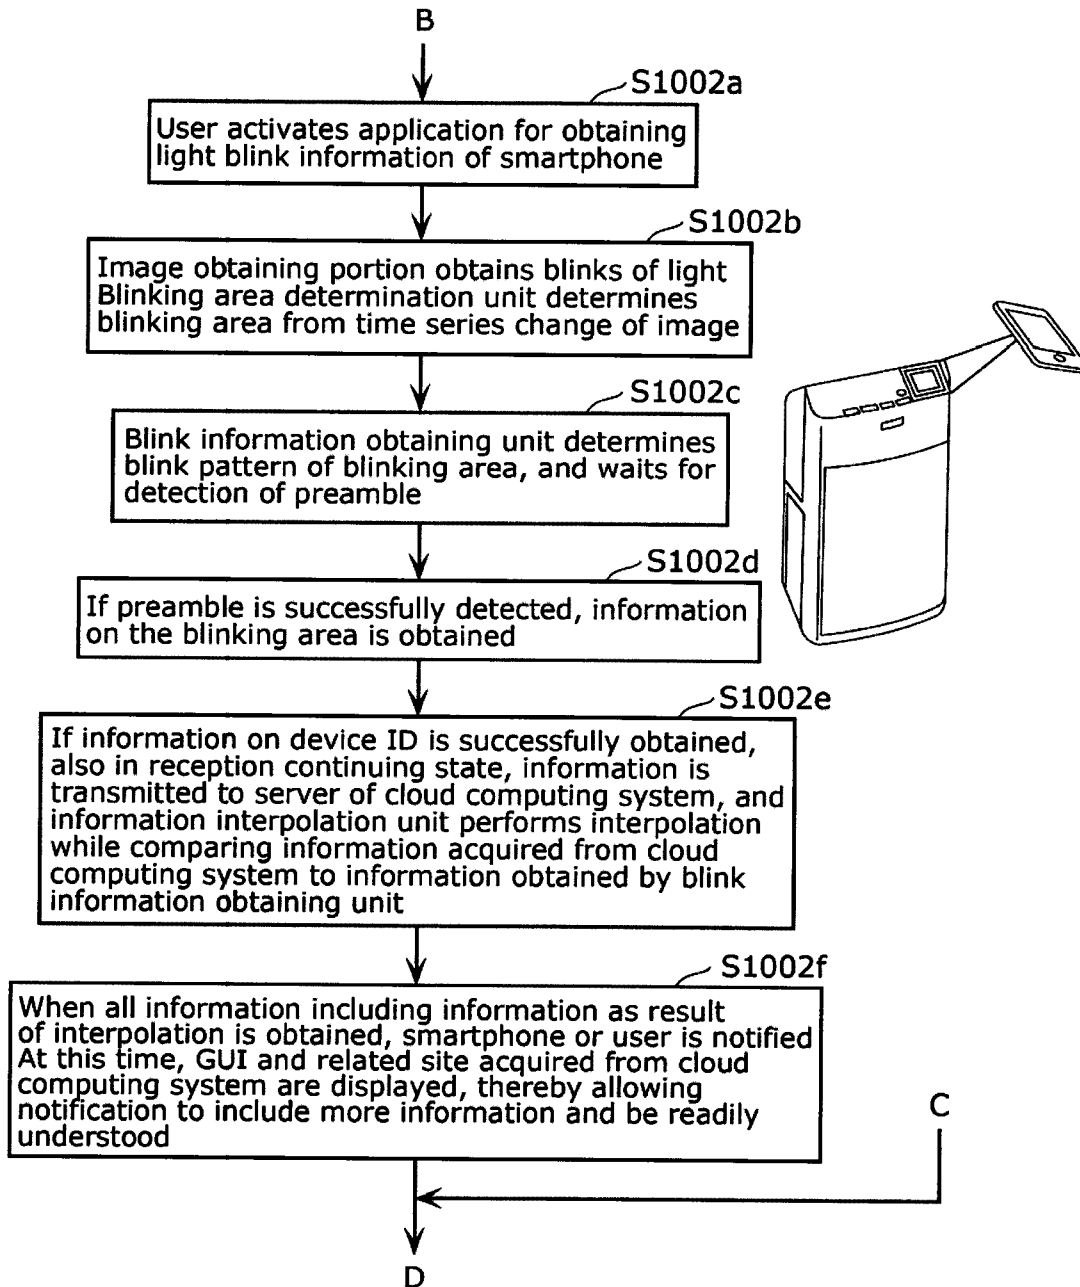 B
S1002a
User activates application for obtaining
light blink information of smartphone
S1002b
Image obtaining portion obtains blinks of light
Blinking area determination unit determines
blinking area from time series change of image
S1002c
Blink information obtaining unit determines
blink pattern of blinking area, and waits for
detection of preamble
S1002d
If preamble is successfully detected, information
on the blinking area is obtained
S1002e
If information on device ID is successfully obtained,
also in reception continuing state, information is
transmitted to server of cloud computing system, and
information interpolation unit performs interpolation
while comparing information acquired from cloud
computing system to information obtained by blink
information obtaining unit
S1002f
When all information including information as result
of interpolation is obtained, smartphone or user is notified
At this time, GUI and related site acquired from cloud
computing system are displayed, thereby allowing
notification to include more information and be readily
understood
C
D